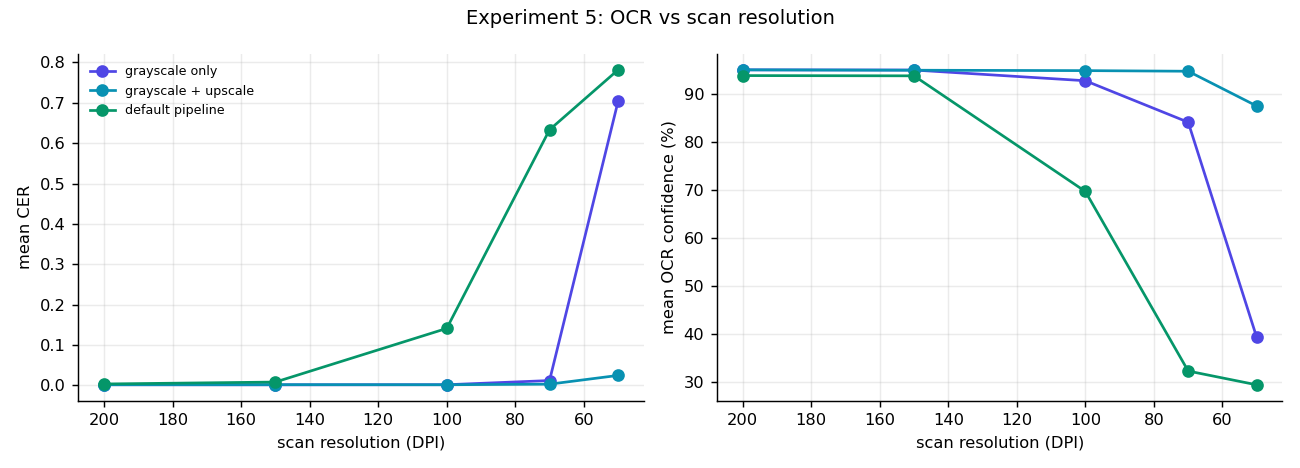 Experiment 5: OCR vs scan resolution
mean CER
0.8
0.7
0.6
0.5
0.4
0.3
0.2
0.1
0.0
grayscale only
grayscale + upscale
default pipeline
200 180 160 140 120 100 80 60
scan resolution (DPI)
mean OCR confidence (%)
90
80
70
60
50
40
30
200 180 160 140 120 100 80 60
scan resolution (DPI)